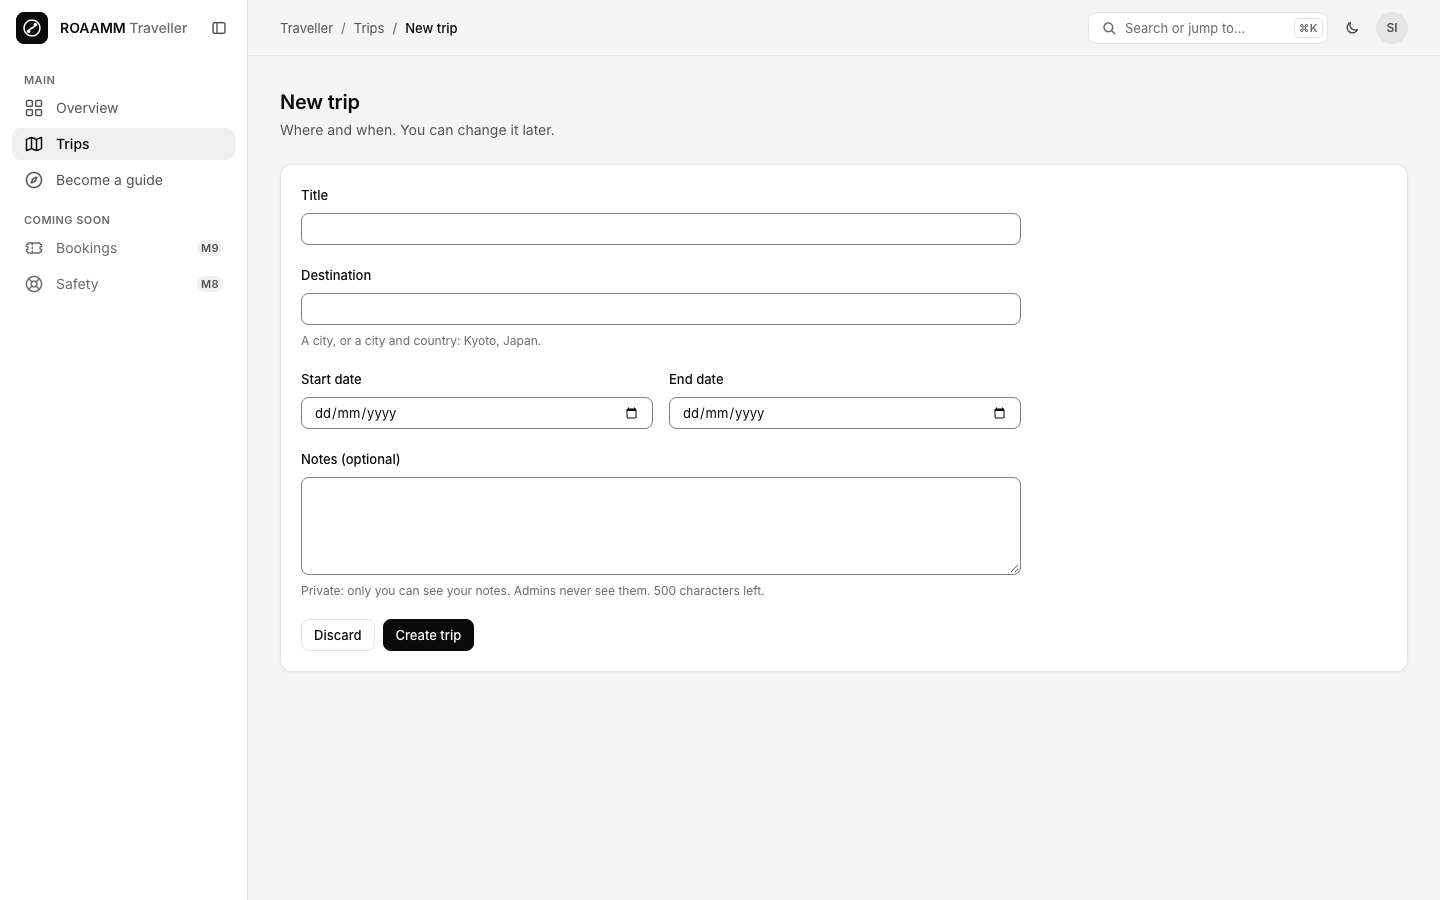 ROAAMM Traveller
Traveller / Trips / New trip
Search or jump to...
⌘K
SI
MAIN
Overview
Trips
Become a guide
COMING SOON
Bookings
M9
Safety
M8
New trip
Where and when. You can change it later.
Title
Destination
A city, or a city and country: Kyoto, Japan.
Start date
End date
dd/mm/yyyy
dd/mm/yyyy
Notes (optional)
Private: only you can see your notes. Admins never see them. 500 characters left.
Discard
Create trip